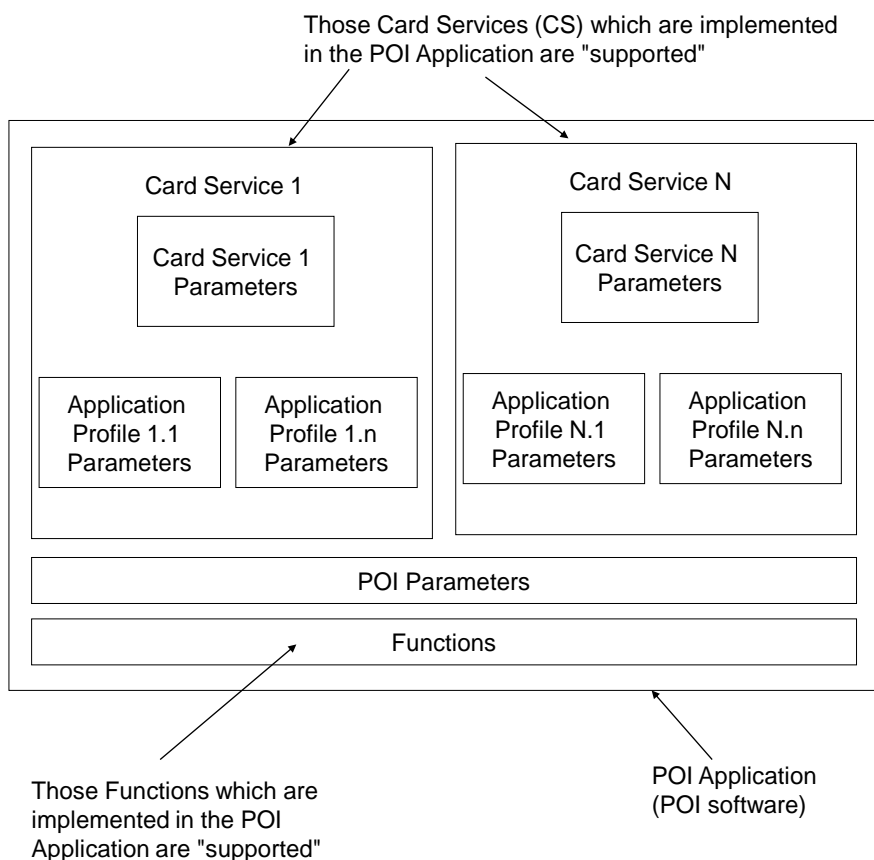 Those Card Services (CS) which are implemented
in the POI Application are "supported"
Card Service 1
Card Service 1
Parameters
Application
Profile 1.1
Parameters
Application
Profile 1.n
Parameters
Card Service N
Card Service N
Parameters
Application
Profile N.1
Parameters
Application
Profile N.n
Parameters
POI Parameters
Functions
Those Functions which are
implemented in the POI
Application are "supported"
POI Application
(POI software)